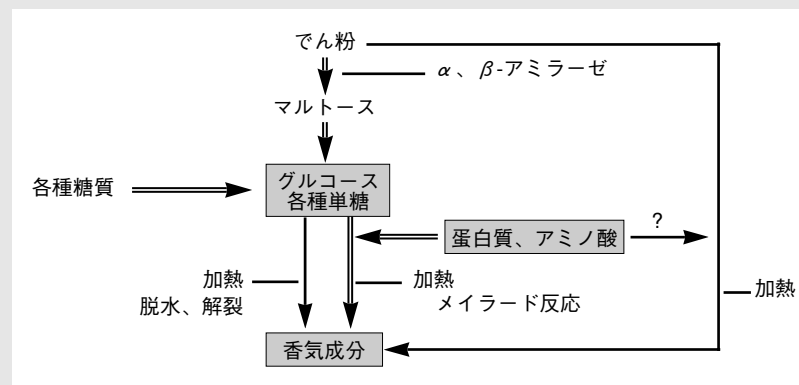 でん粉
α、β-アミラーゼ
マルトース
各種糖質
グルコース
各種単糖
蛋白質、アミノ酸
?
加熱
脱水、解裂
加熱
メイラード反応
加熱
香気成分